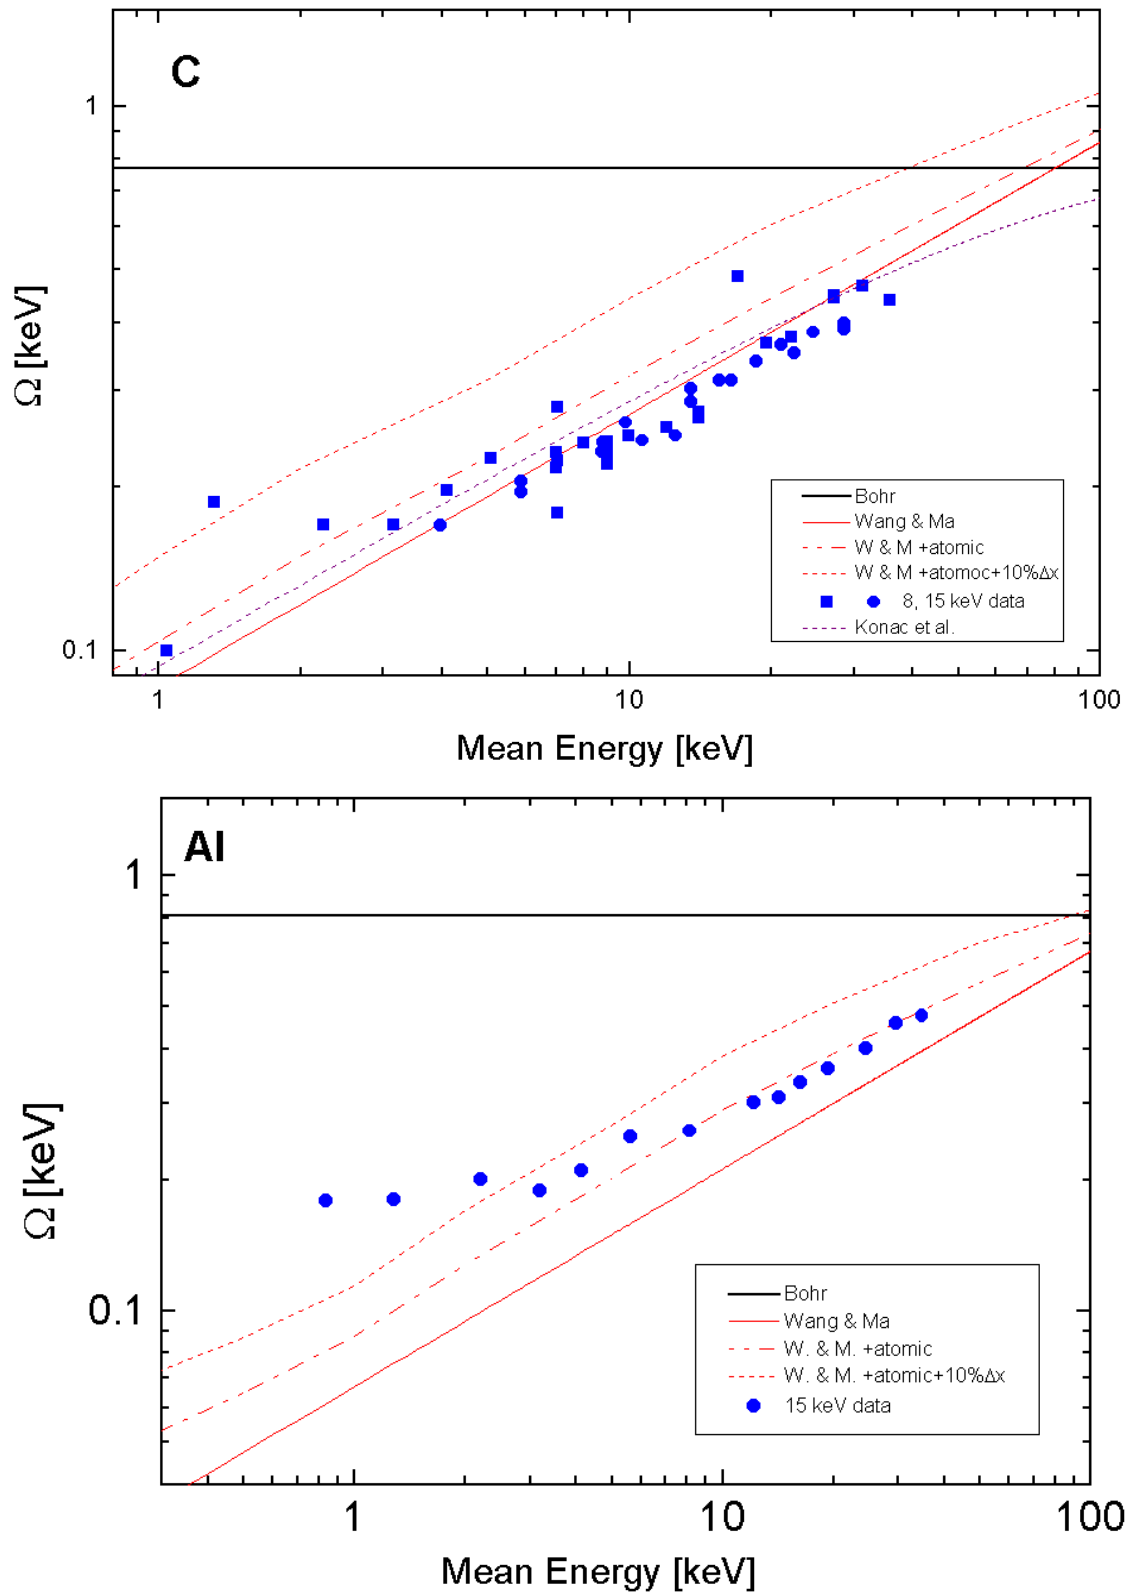 C
1
0.1
Ω [keV]
Bohr
Wang & Ma
W & M +atomic
W & M +atomoc+10%Δx
8, 15 keV data
Konac et al.
1 10 100
Mean Energy [keV]
Al
1
0.1
Ω [keV]
Bohr
Wang & Ma
W. & M. +atomic
W. & M. +atomic+10%Δx
15 keV data
1 10 100
Mean Energy [keV]